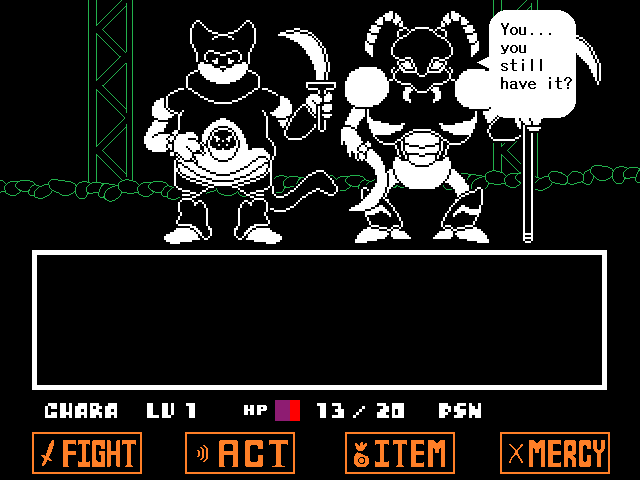 You...
you
still
have it?
CHARA LV 1 HP 13 / 20 PSN
FIGHT ACT ITEM MERCY